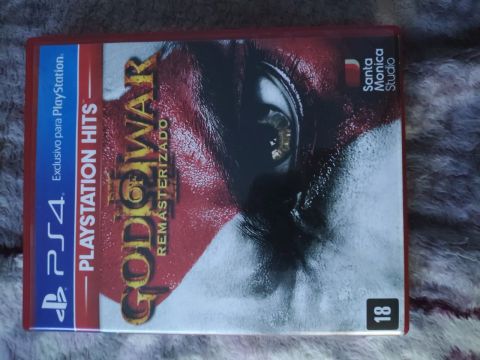 PS4
Exclusivo para PlayStation.
PLAYSTATION HITS
GOD OF WAR
III
REMASTERIZADO
Santa
Monica
Studio
18